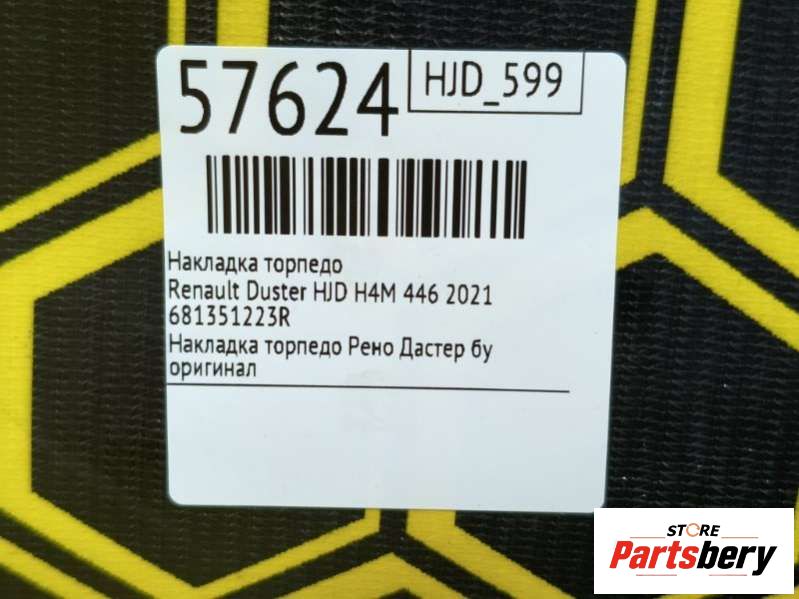 57624
HJD_599
Накладка торпедо
Renault Duster HJD H4M 446 2021
681351223R
Накладка торпедо Рено Дастер бу
оригинал
STORE
Partsbery